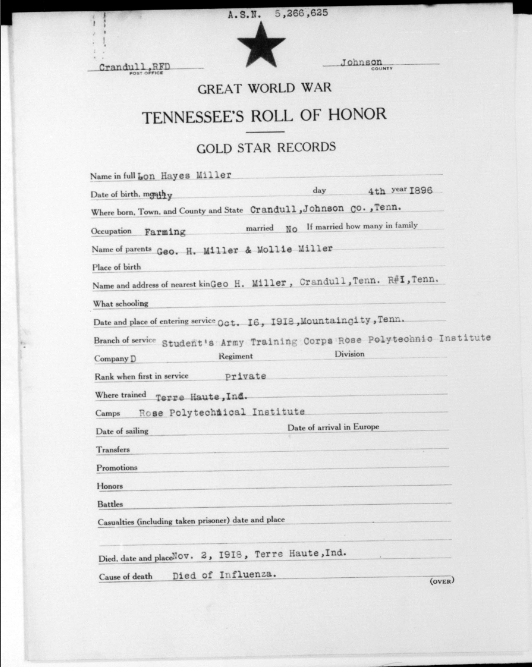 A.S.N. 5,266,625
Crandull,RFD Johnson
POST OFFICE COUNTY
GREAT WORLD WAR
TENNESSEE'S ROLL OF HONOR
GOLD STAR RECORDS
Name in full Lon Hayes Miller
Date of birth, month July day 4th year 1896
Where born, Town, and County and State Crandull,Johnson Co.,Tenn.
Occupation Farming married No If married how many in family
Name of parents Geo. H. Miller & Mollie Miller
Place of birth
Name and address of nearest kin Geo H. Miller, Crandull,Tenn. R#I,Tenn.
What schooling
Date and place of entering service Oct. 16, 1918,Mountaincity,Tenn.
Branch of service Student's Army Training Corps Rose Polytechnic Institute
Company D Regiment Division
Rank when first in service Private
Where trained Terre Haute,Ind.
Camps Rose Polytechnical Institute
Date of sailing Date of arrival in Europe
Transfers
Promotions
Honors
Battles
Casualties (including taken prisoner) date and place
Died, date and place Nov. 2, 1918, Terre Haute,Ind.
Cause of death Died of Influenza.
(OVER)